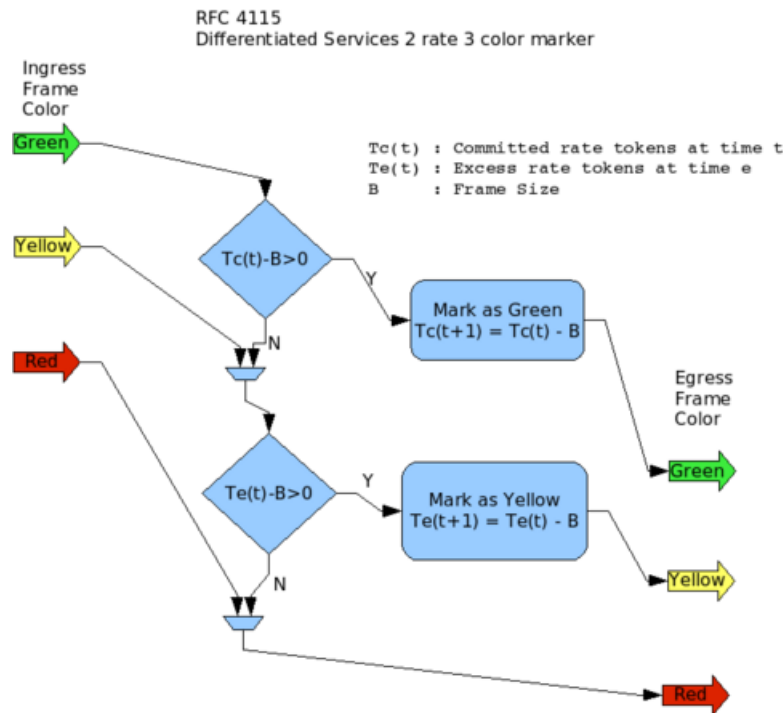 RFC 4115
Differentiated Services 2 rate 3 color marker
Ingress
Frame
Color
Green
Tc(t) : Committed rate tokens at time t
Te(t) : Excess rate tokens at time e
B : Frame Size
Yellow
Tc(t)-B>0
Y
Mark as Green
Tc(t+1) = Tc(t) - B
N
Red
Egress
Frame
Color
Green
Te(t)-B>0
Y
Mark as Yellow
Te(t+1) = Te(t) - B
N
Yellow
Red